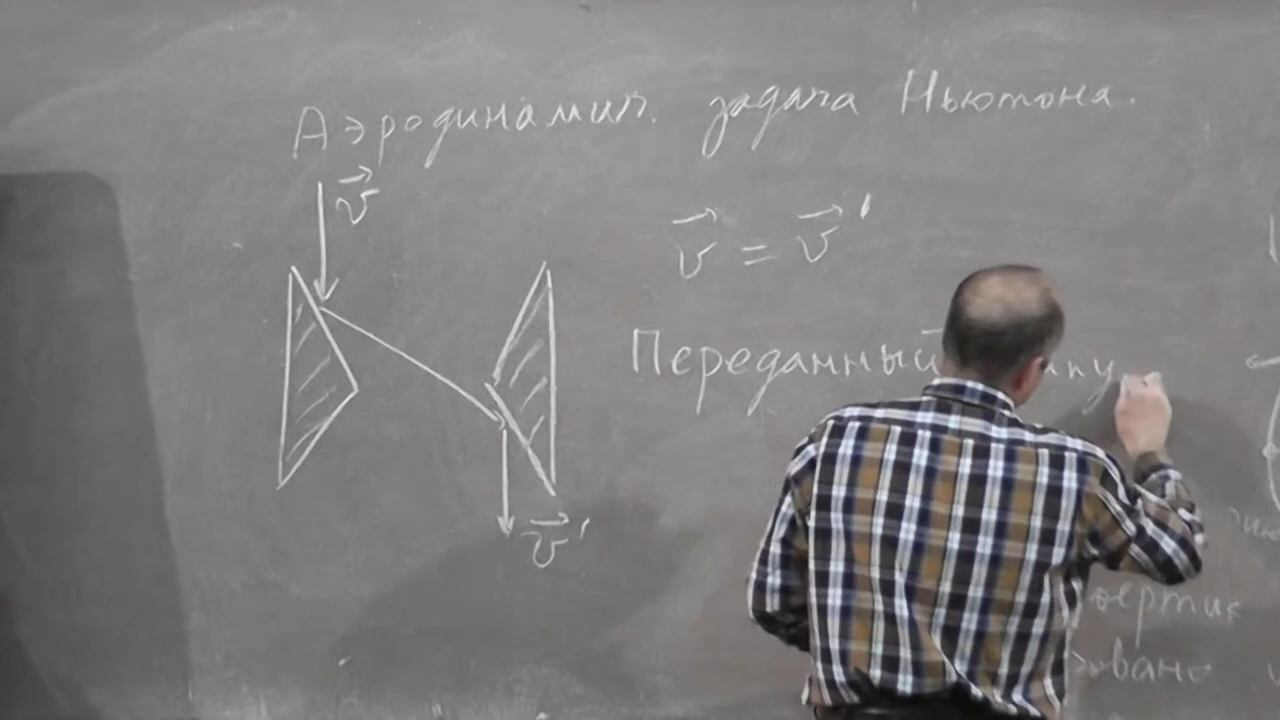 Аэродинамич. задача Ньютона.
v⃗
v⃗ = v⃗ '
Переданный
v⃗ '